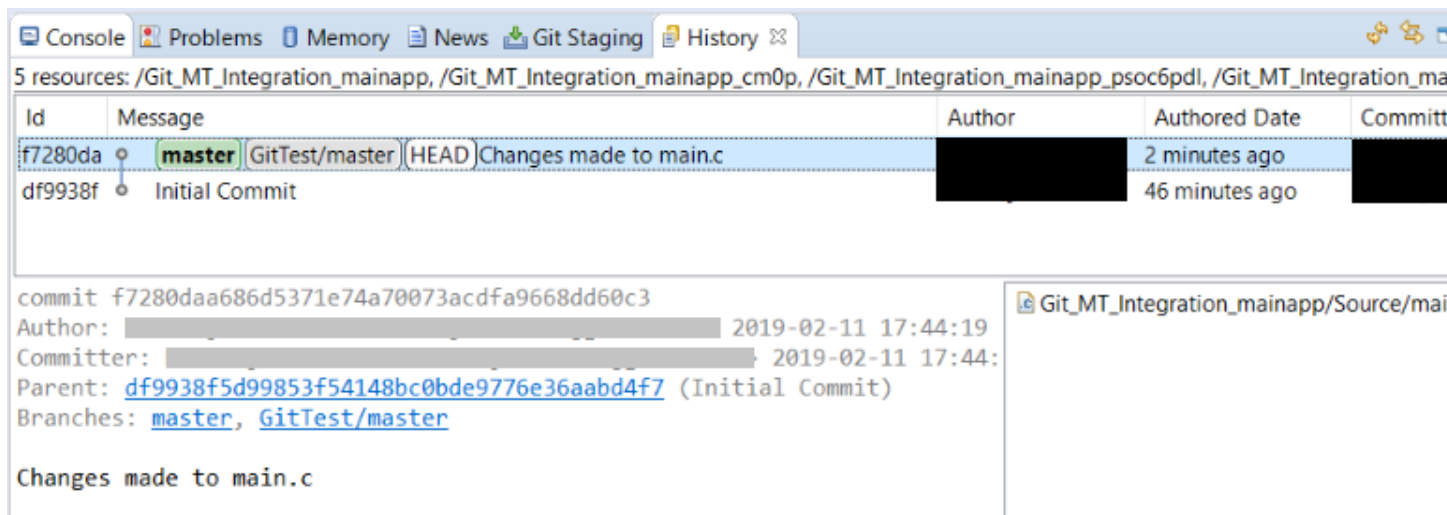 Console Problems Memory News Git Staging History
5 resources: /Git_MT_Integration_mainapp, /Git_MT_Integration_mainapp_cm0p, /Git_MT_Integration_mainapp_psoc6pdl, /Git_MT_Integration_ma
Id Message Author Authored Date Committ
f7280da master GitTest/master HEAD Changes made to main.c 2 minutes ago
df9938f Initial Commit 46 minutes ago
commit f7280daa686d5371e74a70073acdfa9668dd60c3
Author: 2019-02-11 17:44:19
Committer: 2019-02-11 17:44:
Parent: df9938f5d99853f54148bc0bde9776e36aabd4f7 (Initial Commit)
Branches: master, GitTest/master
Changes made to main.c
Git_MT_Integration_mainapp/Source/mai